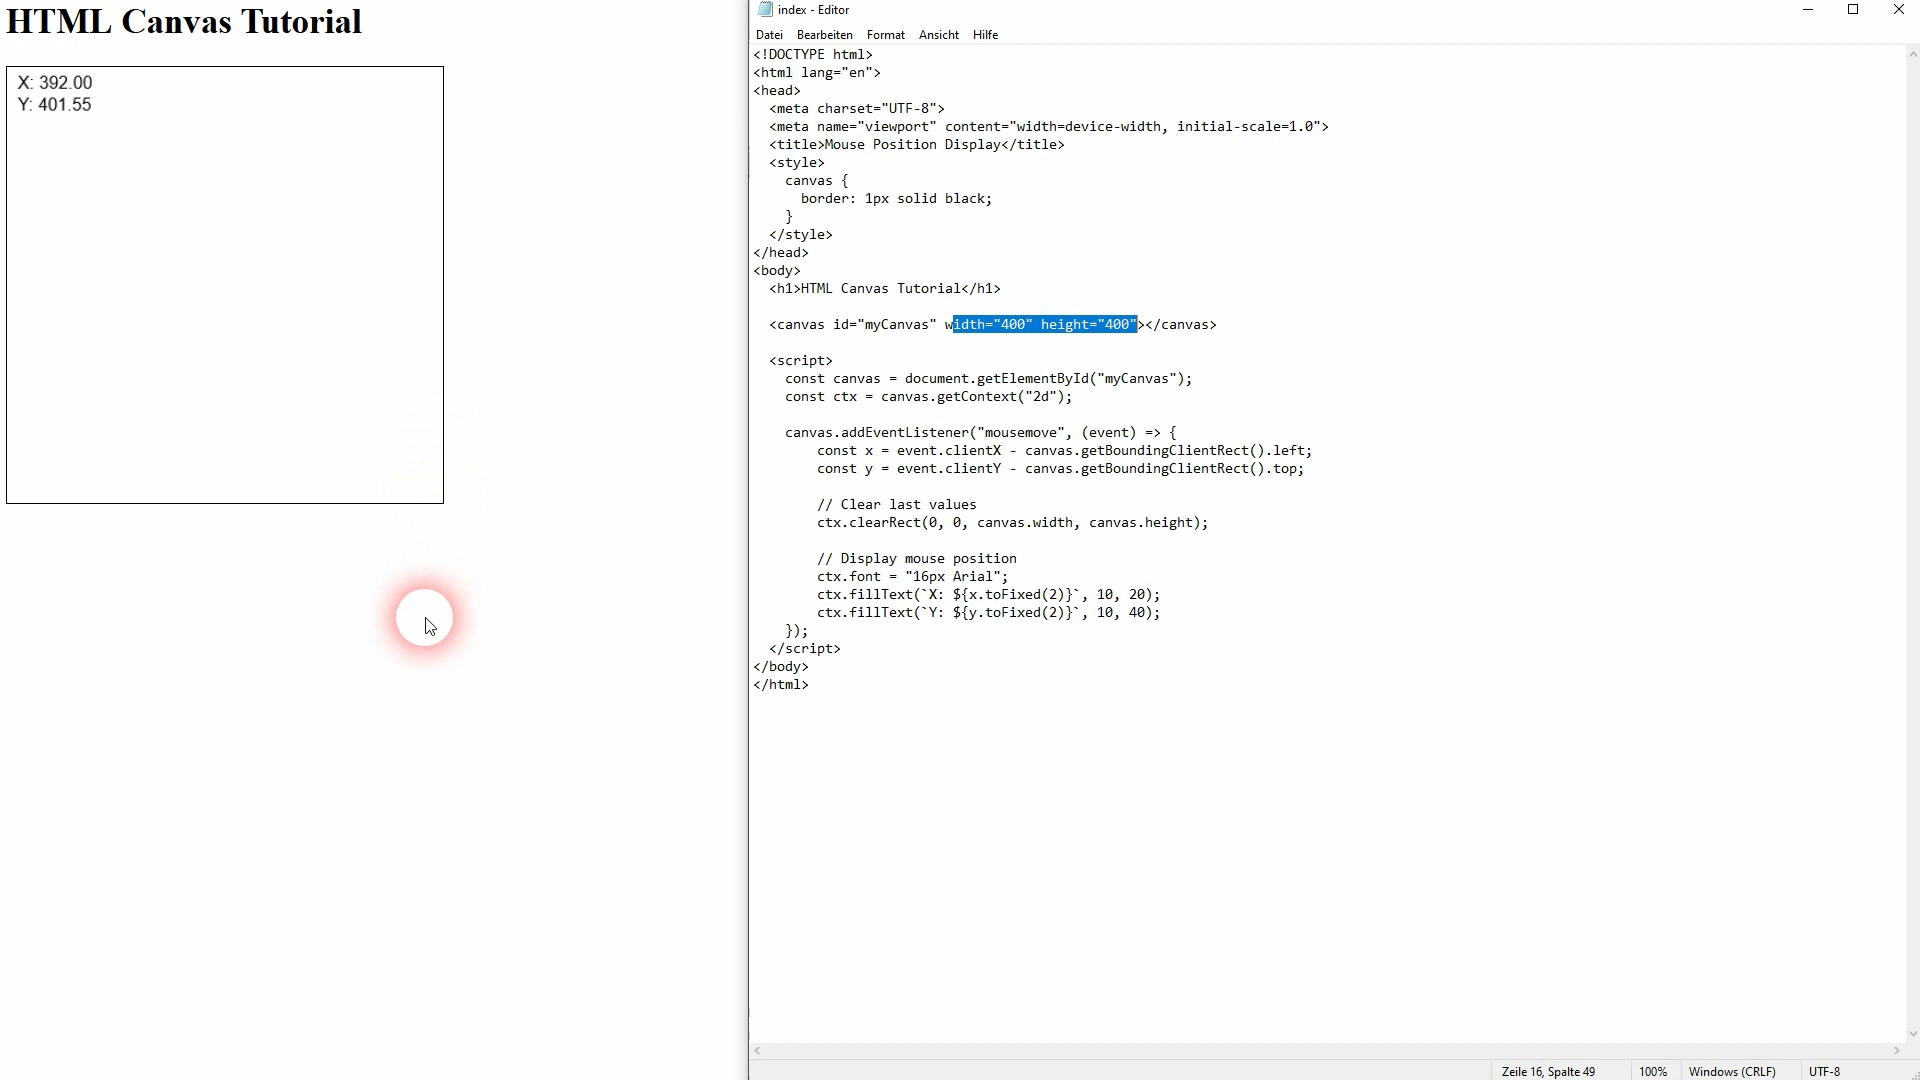 HTML Canvas Tutorial
X: 392.00
Y: 401.55
index - Editor
Datei Bearbeiten Format Ansicht Hilfe
<!DOCTYPE html>
<html lang="en">
<head>
  <meta charset="UTF-8">
  <meta name="viewport" content="width=device-width, initial-scale=1.0">
  <title>Mouse Position Display</title>
  <style>
    canvas {
      border: 1px solid black;
    }
  </style>
</head>
<body>
  <h1>HTML Canvas Tutorial</h1>
  <canvas id="myCanvas" width="400" height="400"></canvas>
  <script>
    const canvas = document.getElementById("myCanvas");
    const ctx = canvas.getContext("2d");
    canvas.addEventListener("mousemove", (event) => {
        const x = event.clientX - canvas.getBoundingClientRect().left;
        const y = event.clientY - canvas.getBoundingClientRect().top;
        // Clear last values
        ctx.clearRect(0, 0, canvas.width, canvas.height);
        // Display mouse position
        ctx.font = "16px Arial";
        ctx.fillText(`X: ${x.toFixed(2)}`, 10, 20);
        ctx.fillText(`Y: ${y.toFixed(2)}`, 10, 40);
    });
  </script>
</body>
</html>
Zeile 16, Spalte 49 100% Windows (CRLF) UTF-8